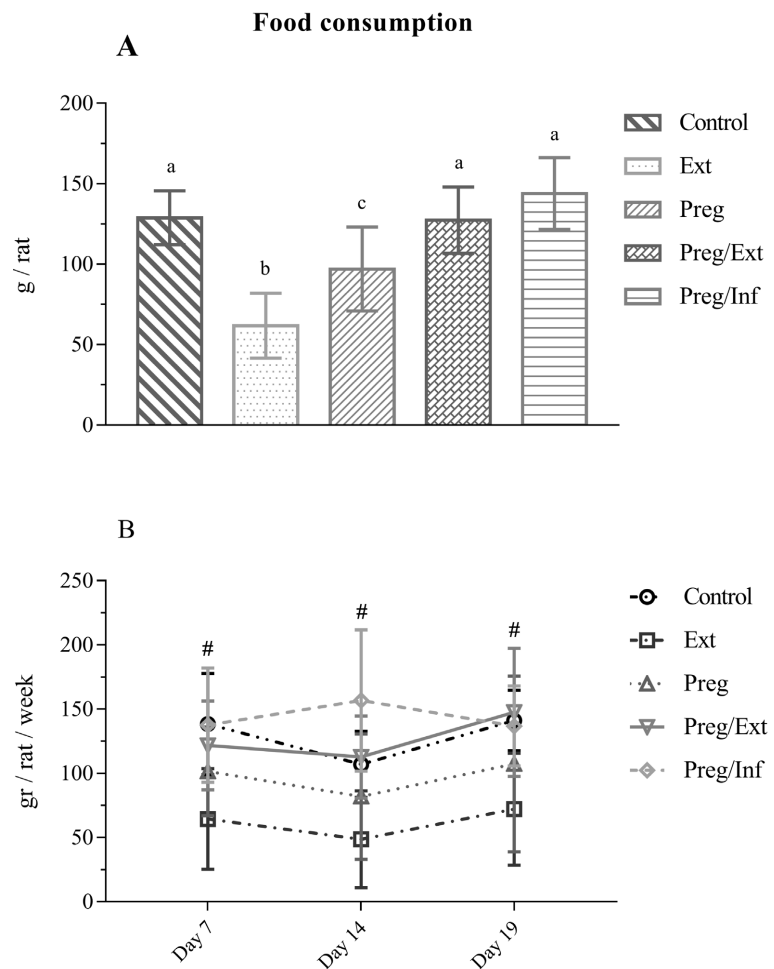 Food consumption
A
g / rat
200
150
100
50
0
a
b
c
a
a
Control
Ext
Preg
Preg/Ext
Preg/Inf
B
gr / rat / week
250
200
150
100
50
0
#
#
#
Day 7
Day 14
Day 19
Control
Ext
Preg
Preg/Ext
Preg/Inf